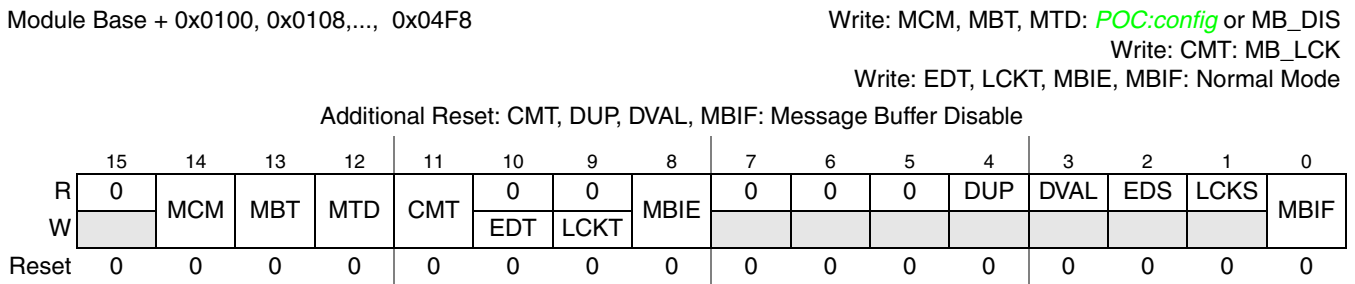 Module Base + 0x0100, 0x0108,..., 0x04F8
Write: MCM, MBT, MTD: POC:config or MB_DIS
Write: CMT: MB_LCK
Write: EDT, LCKT, MBIE, MBIF: Normal Mode
Additional Reset: CMT, DUP, DVAL, MBIF: Message Buffer Disable
15 14 13 12 11 10 9 8 7 6 5 4 3 2 1 0
R 0 MCM MBT MTD CMT 0 0 MBIE 0 0 0 DUP DVAL EDS LCKS MBIF
W EDT LCKT
Reset 0 0 0 0 0 0 0 0 0 0 0 0 0 0 0 0